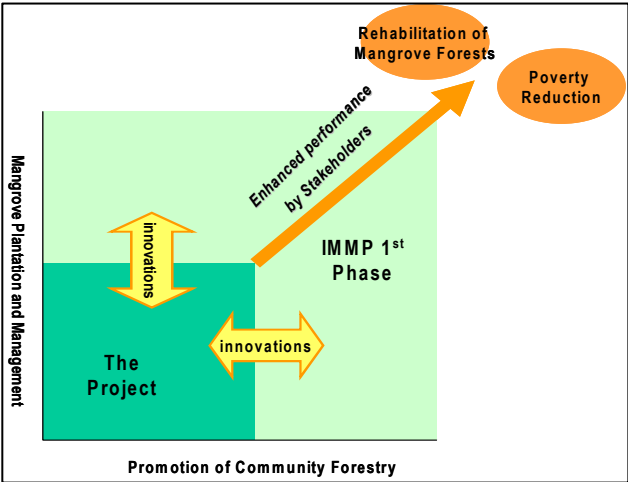 Rehabilitation of
Mangrove Forests
Poverty
Reduction
Enhanced performance
by Stakeholders
Mangrove Plantation and Management
innovations
IMMP 1st
Phase
innovations
The
Project
Promotion of Community Forestry